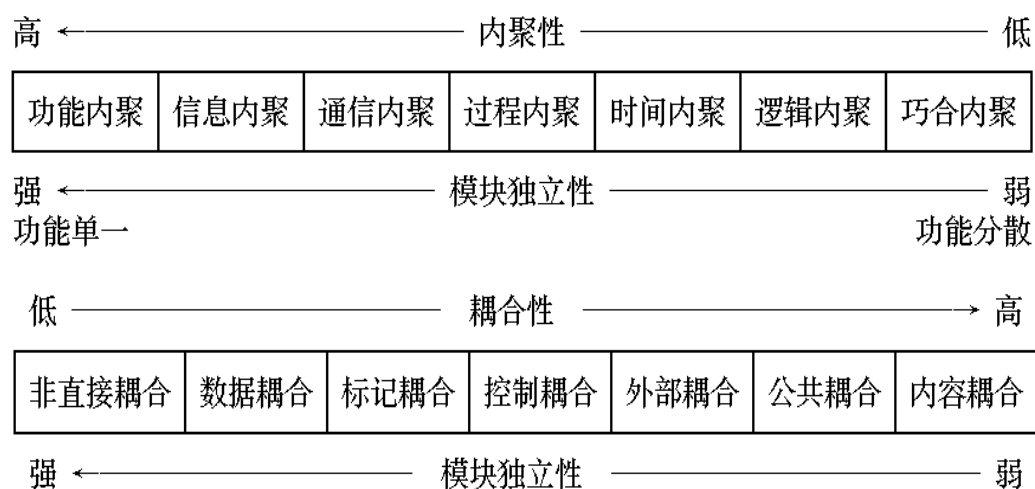 高 内聚性 低
功能内聚 信息内聚 通信内聚 过程内聚 时间内聚 逻辑内聚 巧合内聚
强 模块独立性 弱
功能单一 功能分散
低 耦合性 高
非直接耦合 数据耦合 标记耦合 控制耦合 外部耦合 公共耦合 内容耦合
强 模块独立性 弱